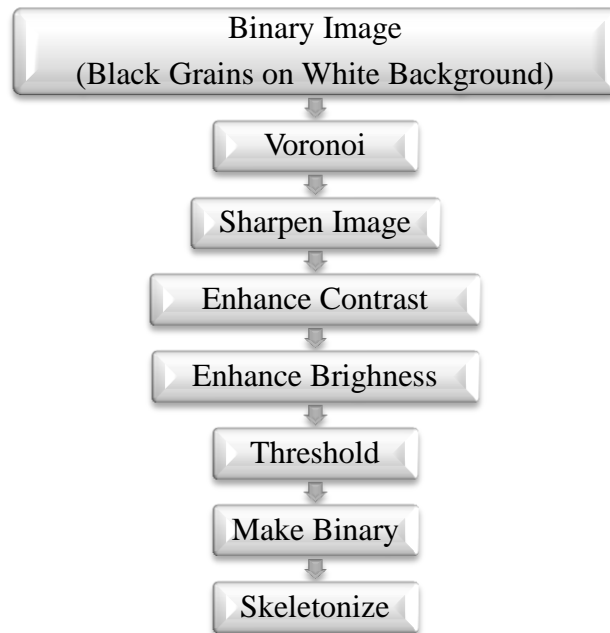 Binary Image
(Black Grains on White Background)
Voronoi
Sharpen Image
Enhance Contrast
Enhance Brighness
Threshold
Make Binary
Skeletonize